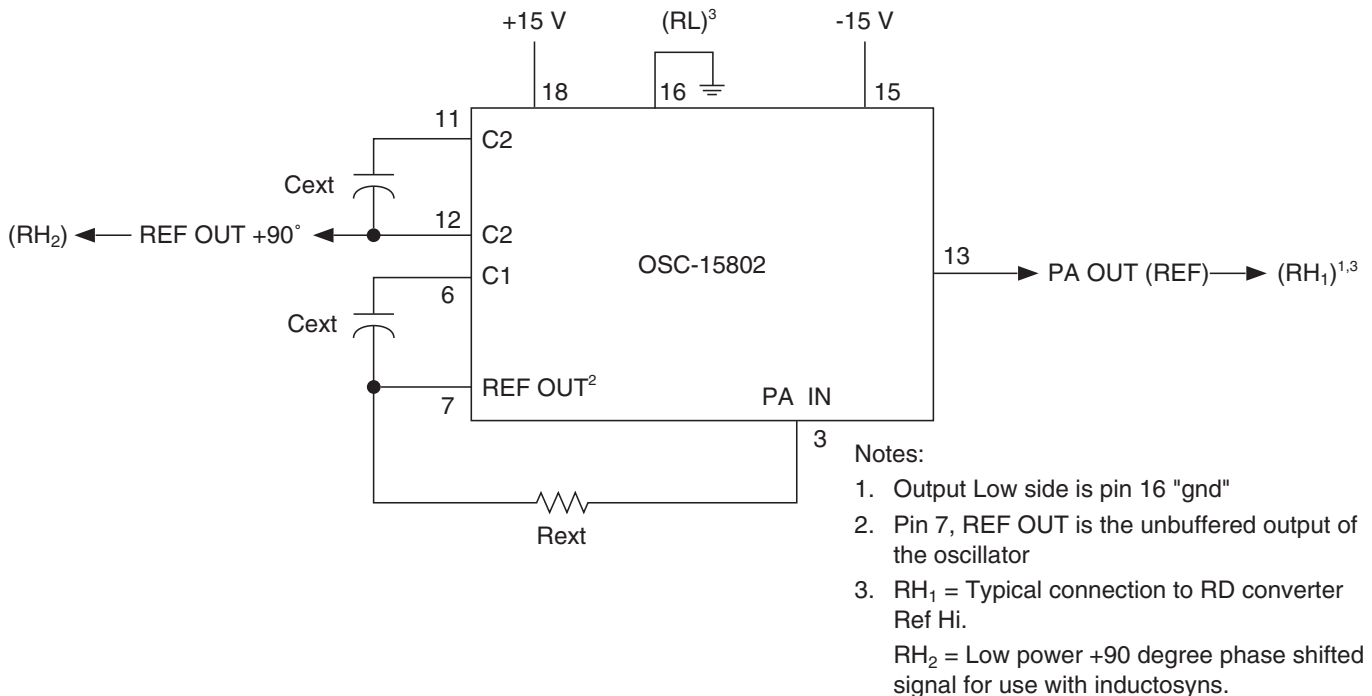 +15 V
(RL)³
-15 V
18
16
15
11
C2
Cext
12
C2
(RH₂)
REF OUT +90°
OSC-15802
13
PA OUT (REF)
(RH₁)¹,³
C1
6
Cext
REF OUT²
7
PA IN
3
Rext
Notes:
1. Output Low side is pin 16 "gnd"
2. Pin 7, REF OUT is the unbuffered output of
the oscillator
3. RH₁ = Typical connection to RD converter
Ref Hi.
RH₂ = Low power +90 degree phase shifted
signal for use with inductosyns.